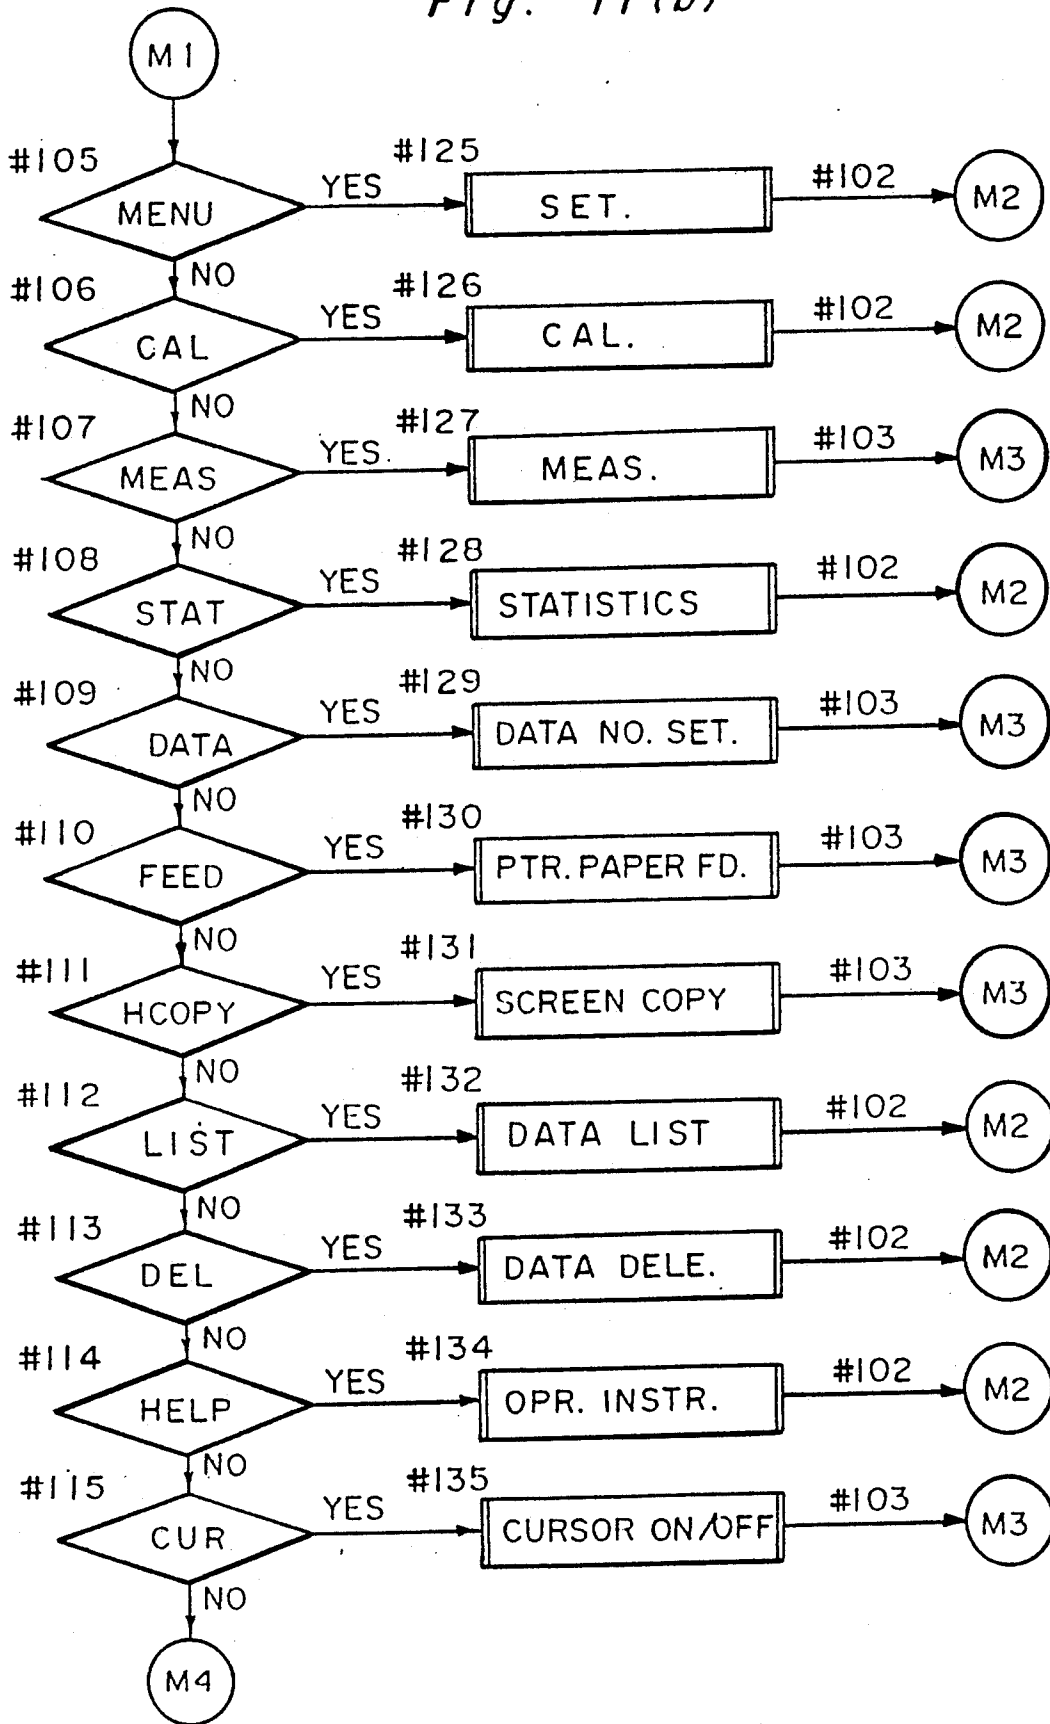 Fig. 11(b)
M1
#105 MENU YES #125 SET. #102 M2
NO
#106 CAL YES #126 CAL. #102 M2
NO
#107 MEAS YES. #127 MEAS. #103 M3
NO
#108 STAT YES #128 STATISTICS #102 M2
NO
#109 DATA YES #129 DATA NO. SET. #103 M3
NO
#110 FEED YES #130 PTR. PAPER FD. #103 M3
NO
#111 HCOPY YES #131 SCREEN COPY #103 M3
NO
#112 LIST YES #132 DATA LIST #102 M2
NO
#113 DEL YES #133 DATA DELE. #102 M2
NO
#114 HELP YES #134 OPR. INSTR. #102 M2
NO
#115 CUR YES #135 CURSOR ON/OFF #103 M3
NO
M4